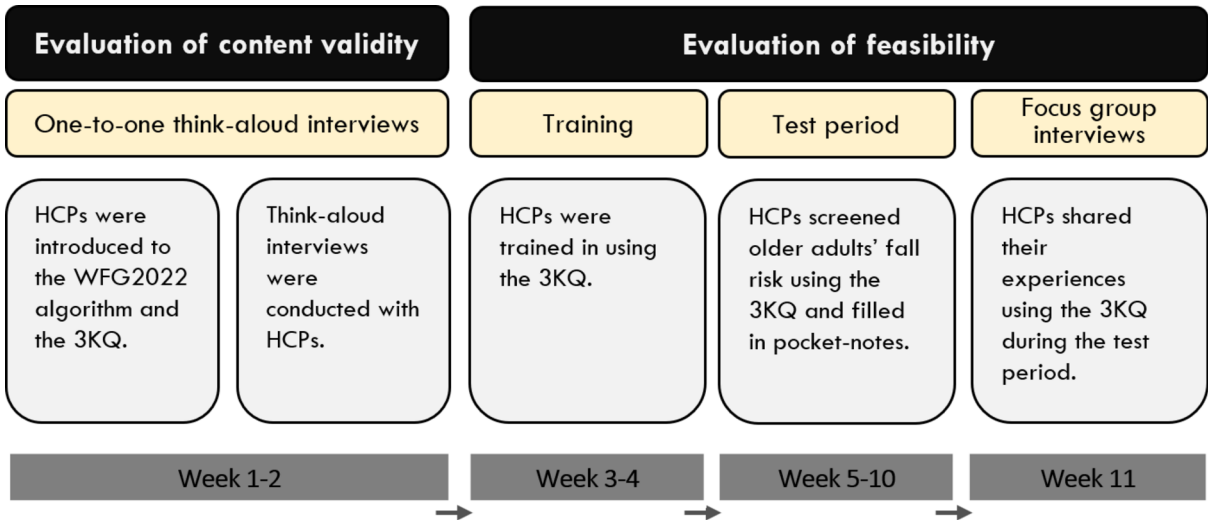 Evaluation of content validity
Evaluation of feasibility
One-to-one think-aloud interviews
Training
Test period
Focus group
interviews
HCPs were
introduced to
the WFG2022
algorithm and
the 3KQ.
Think-aloud
interviews
were
conducted with
HCPs.
HCPs were
trained in using
the 3KQ.
HCPs screened
older adults’ fall
risk using the
3KQ and filled
in pocket-notes.
HCPs shared
their
experiences
using the 3KQ
during the test
period.
Week 1-2
Week 3-4
Week 5-10
Week 11